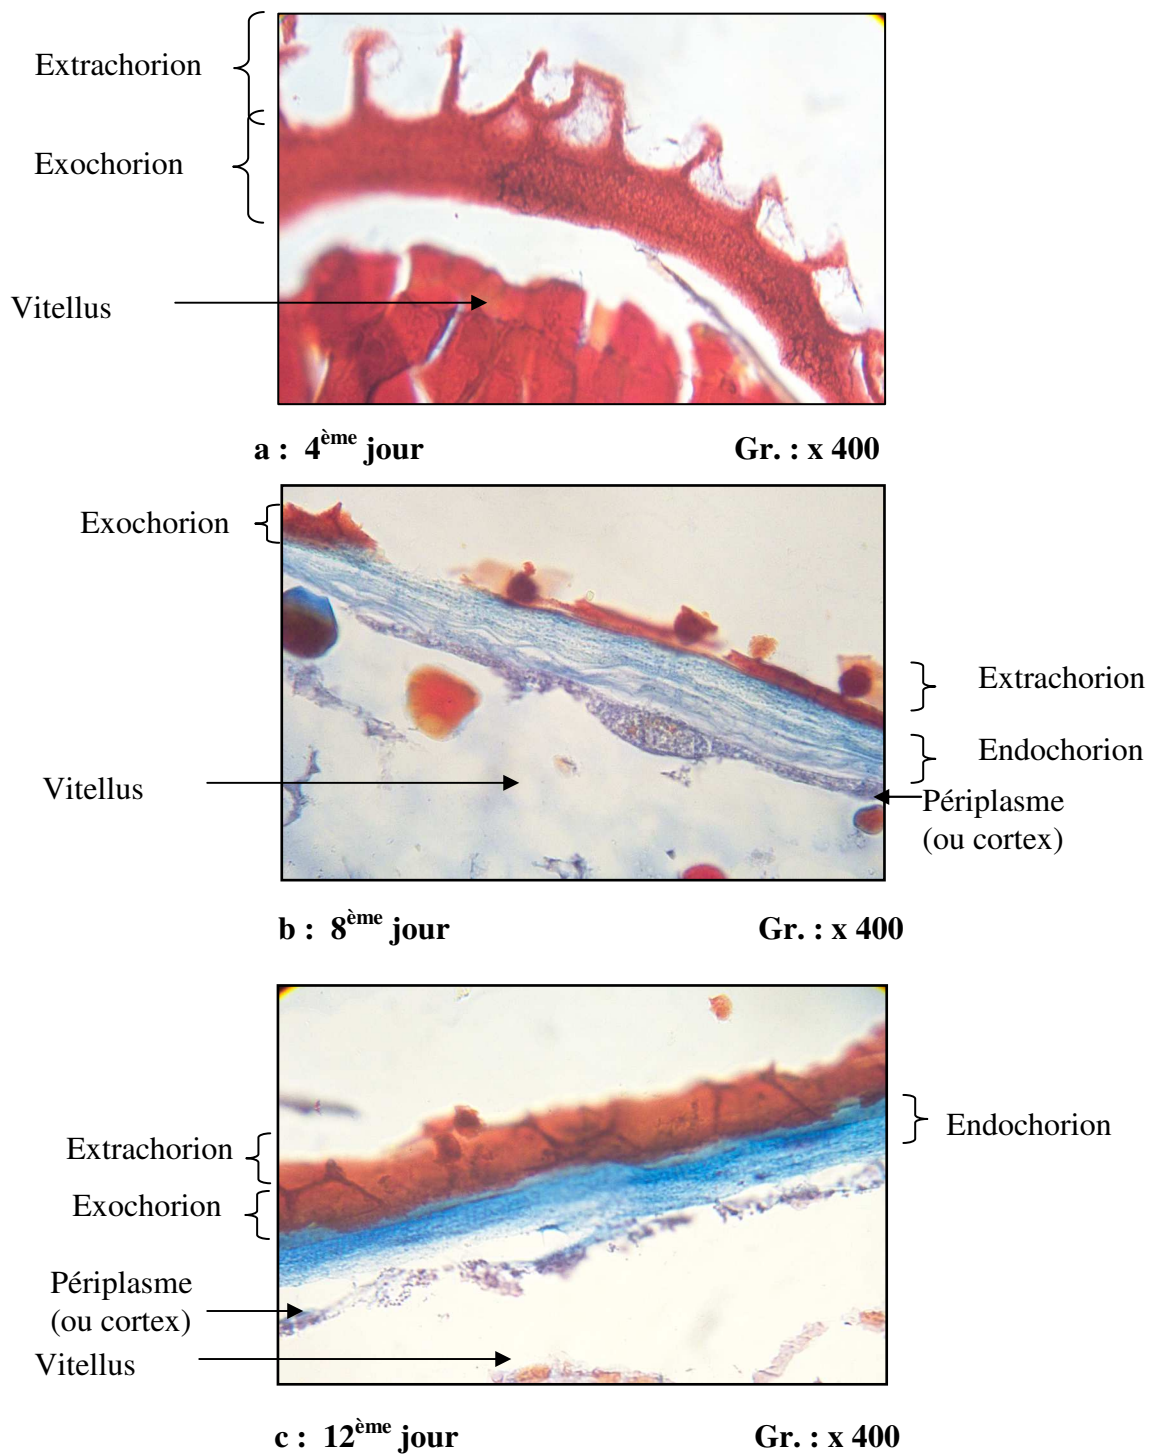 Extrachorion
Exochorion
Vitellus
a : 4ème jour Gr. : x 400
Exochorion
Extrachorion
Endochorion
Vitellus
Périplasme
(ou cortex)
b : 8ème jour Gr. : x 400
Endochorion
Extrachorion
Exochorion
Périplasme
(ou cortex)
Vitellus
c : 12ème jour Gr. : x 400